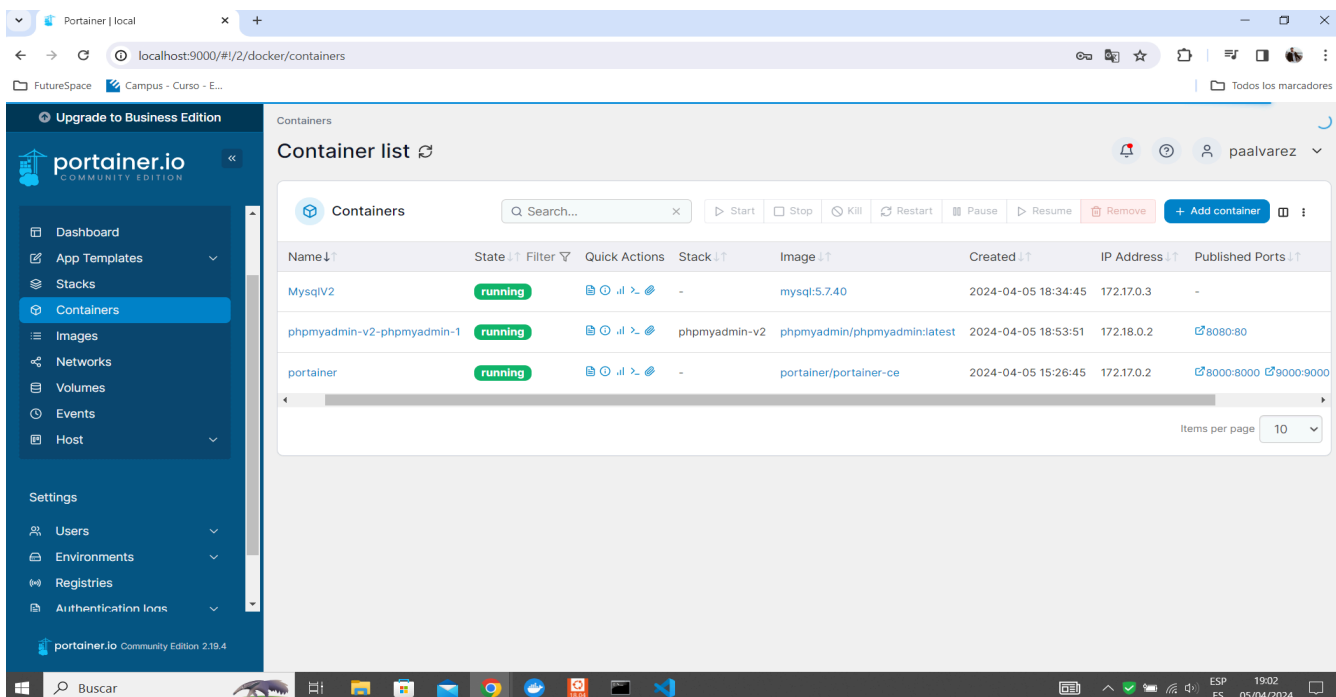 Portainer | local
localhost:9000/#!/2/docker/containers
FutureSpace Campus - Curso - E... Todos los marcadores
Upgrade to Business Edition
portainer.io
COMMUNITY EDITION
Dashboard
App Templates
Stacks
Containers
Images
Networks
Volumes
Events
Host
Settings
Users
Environments
Registries
Authentication logs
portainer.io Community Edition 2.19.4
Containers
Container list
paalvarez
Containers Search... Start Stop Kill Restart Pause Resume Remove + Add container
Name State Filter Quick Actions Stack Image Created IP Address Published Ports
MysqlV2 running - mysql:5.7.40 2024-04-05 18:34:45 172.17.0.3 -
phpmyadmin-v2-phpmyadmin-1 running phpmyadmin-v2 phpmyadmin/phpmyadmin:latest 2024-04-05 18:53:51 172.18.0.2 8080:80
portainer running - portainer/portainer-ce 2024-04-05 15:26:45 172.17.0.2 8000:8000 9000:9000
Items per page 10
Buscar
18.04
ESP 19:02
ES 05/04/2024